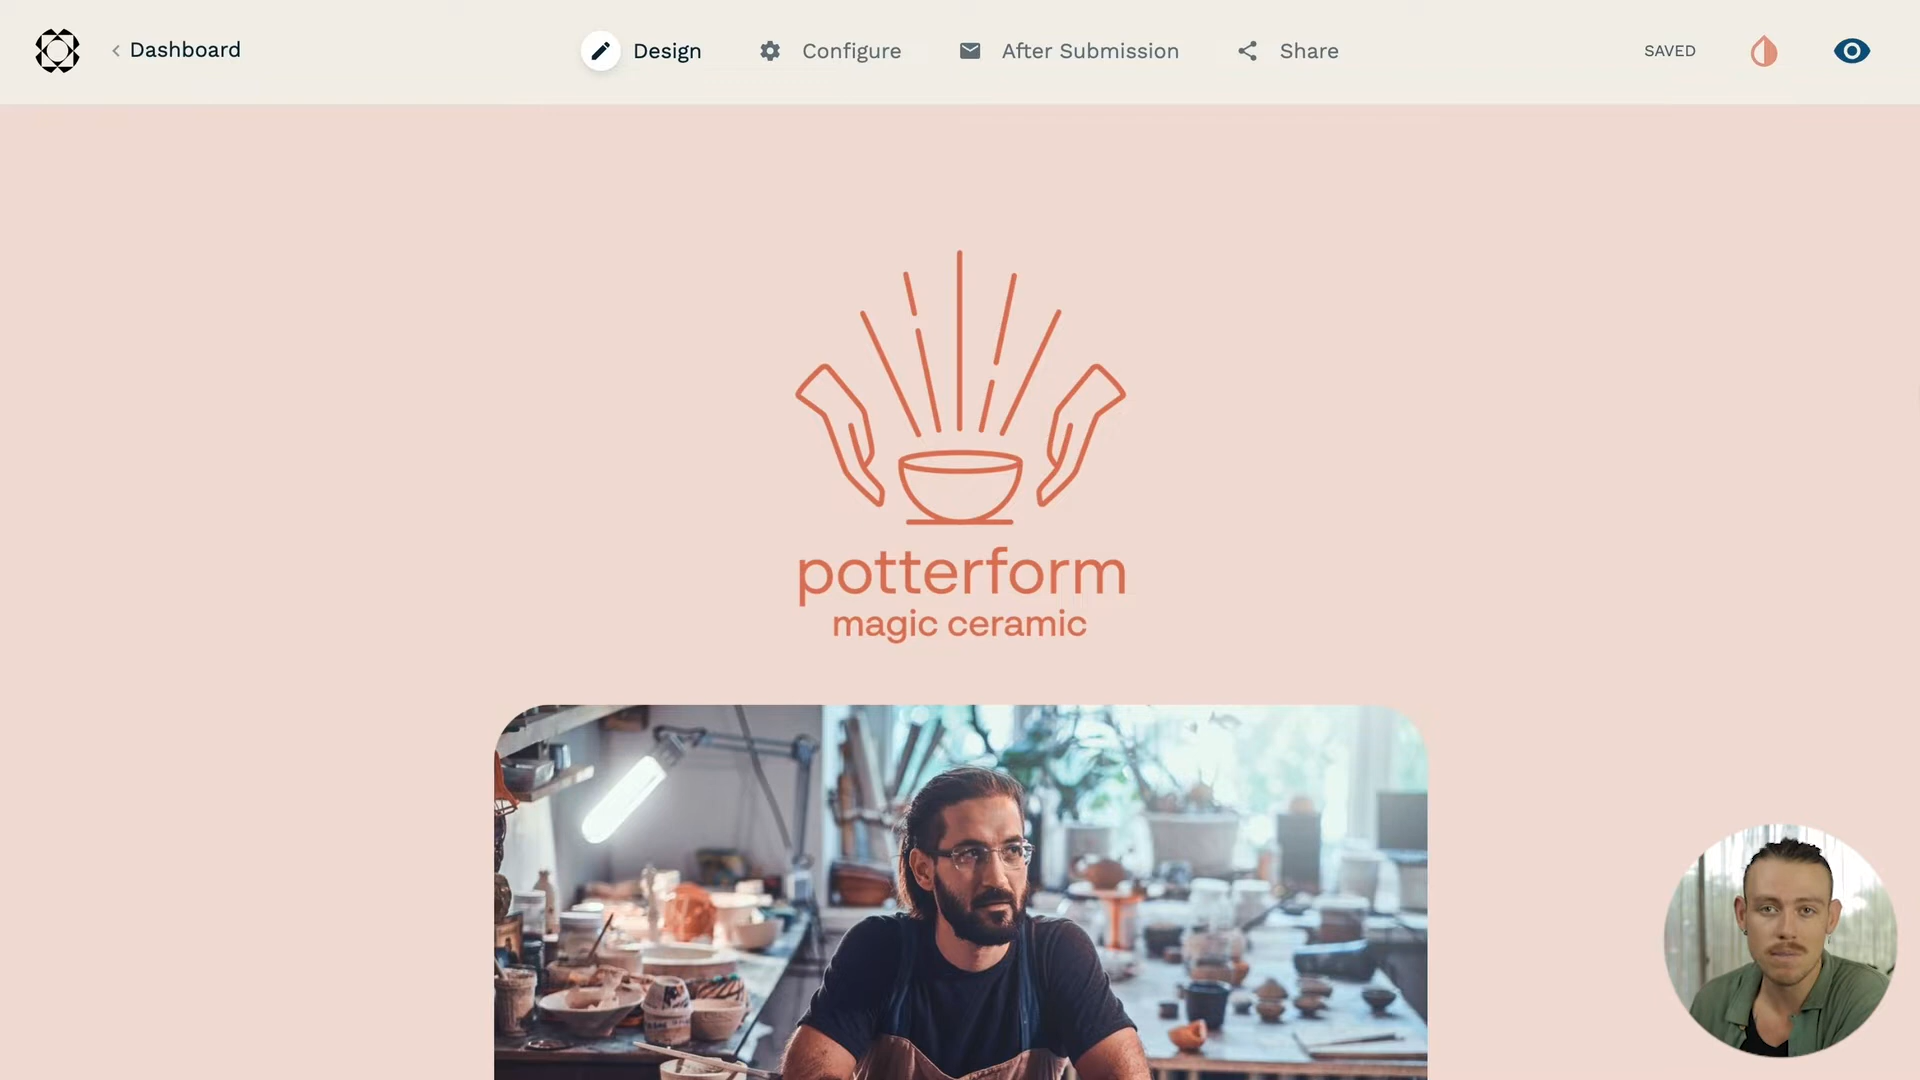 Dashboard
Design
Configure
After Submission
Share
SAVED
potterform
magic ceramic